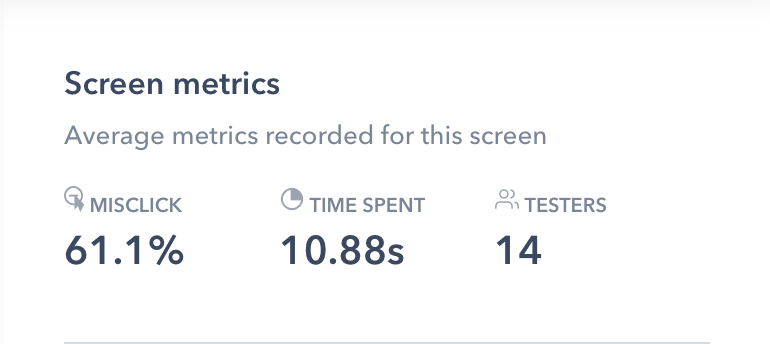 Screen metrics
Average metrics recorded for this screen
MISCLICK TIME SPENT TESTERS
61.1% 10.88s 14